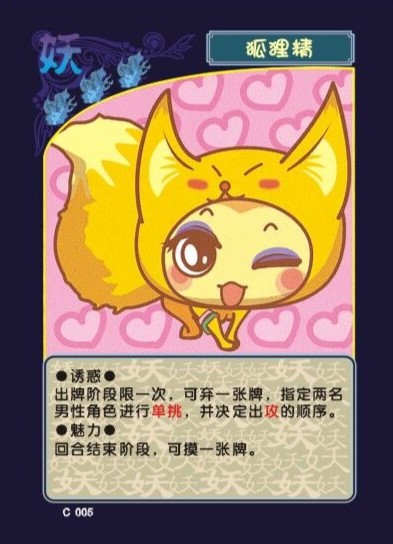 妖
狐狸精
●诱惑●
出牌阶段限一次，可弃一张牌，指定两名
男性角色进行单挑，并决定出攻的顺序。
●魅力●
回合结束阶段，可摸一张牌。
C 005